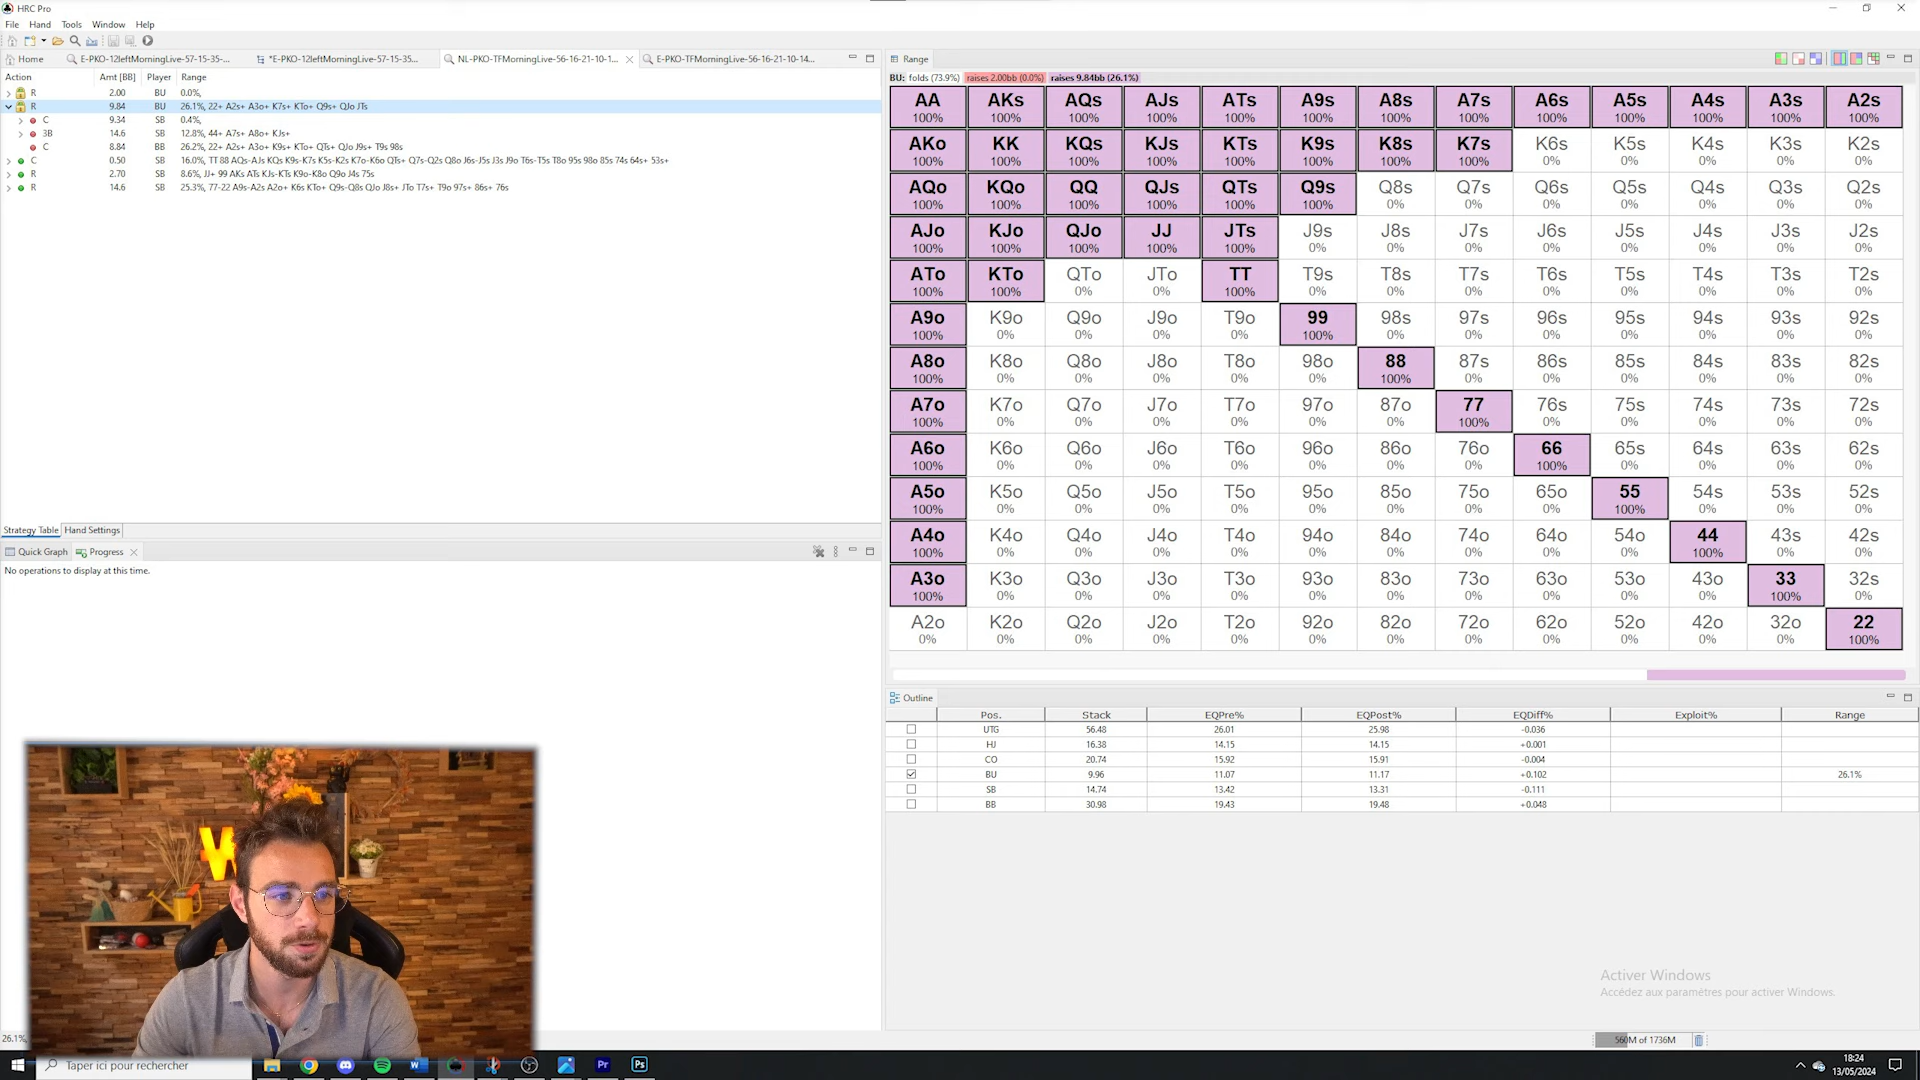 HRC Pro
File Hand Tools Window Help
Home E-PKO-12leftMorningLive-57-15-35-... *E-PKO-12leftMorningLive-57-15-35... NL-PKO-TFMorningLive-56-16-21-10-1... E-PKO-TFMorningLive-56-16-21-10-14...
Action Amt [BB] Player Range
R 2.00 BU 0.0%,
R 9.84 BU 26.1%, 22+ A2s+ A3o+ K7s+ KTo+ Q9s+ QJo JTs
C 9.34 SB 0.4%,
3B 14.6 SB 12.8%, 44+ A7s+ A8o+ KJs+
C 8.84 BB 26.2%, 22+ A2s+ A3o+ K9s+ KTo+ QTs+ QJo J9s+ T9s 98s
C 0.50 SB 16.0%, TT 88 AQs-AJs KQs K9s-K7s K5s-K2s K7o-K6o QTs+ Q7s-Q2s Q8o J6s-J5s J3s J9o T6s-T5s T8o 95s 98o 85s 74s 64s+ 53s+
R 2.70 SB 8.6%, JJ+ 99 AKs ATs KJs-KTs K9o-K8o Q9o J4s 75s
R 14.6 SB 25.3%, 77-22 A9s-A2s A2o+ K6s KTo+ Q9s-Q8s QJo J8s+ JTo T7s+ T9o 97s+ 86s+ 76s
Strategy Table Hand Settings
Quick Graph Progress
No operations to display at this time.
Range
BU: folds (73.9%) raises 2.00bb (0.0%) raises 9.84bb (26.1%)
AA AKs AQs AJs ATs A9s A8s A7s A6s A5s A4s A3s A2s
100% 100% 100% 100% 100% 100% 100% 100% 100% 100% 100% 100% 100%
AKo KK KQs KJs KTs K9s K8s K7s K6s K5s K4s K3s K2s
100% 100% 100% 100% 100% 100% 100% 100% 0% 0% 0% 0% 0%
AQo KQo QQ QJs QTs Q9s Q8s Q7s Q6s Q5s Q4s Q3s Q2s
100% 100% 100% 100% 100% 100% 0% 0% 0% 0% 0% 0% 0%
AJo KJo QJo JJ JTs J9s J8s J7s J6s J5s J4s J3s J2s
100% 100% 100% 100% 100% 0% 0% 0% 0% 0% 0% 0% 0%
ATo KTo QTo JTo TT T9s T8s T7s T6s T5s T4s T3s T2s
100% 100% 0% 0% 100% 0% 0% 0% 0% 0% 0% 0% 0%
A9o K9o Q9o J9o T9o 99 98s 97s 96s 95s 94s 93s 92s
100% 0% 0% 0% 0% 100% 0% 0% 0% 0% 0% 0% 0%
A8o K8o Q8o J8o T8o 98o 88 87s 86s 85s 84s 83s 82s
100% 0% 0% 0% 0% 0% 100% 0% 0% 0% 0% 0% 0%
A7o K7o Q7o J7o T7o 97o 87o 77 76s 75s 74s 73s 72s
100% 0% 0% 0% 0% 0% 0% 100% 0% 0% 0% 0% 0%
A6o K6o Q6o J6o T6o 96o 86o 76o 66 65s 64s 63s 62s
100% 0% 0% 0% 0% 0% 0% 0% 100% 0% 0% 0% 0%
A5o K5o Q5o J5o T5o 95o 85o 75o 65o 55 54s 53s 52s
100% 0% 0% 0% 0% 0% 0% 0% 0% 100% 0% 0% 0%
A4o K4o Q4o J4o T4o 94o 84o 74o 64o 54o 44 43s 42s
100% 0% 0% 0% 0% 0% 0% 0% 0% 0% 100% 0% 0%
A3o K3o Q3o J3o T3o 93o 83o 73o 63o 53o 43o 33 32s
100% 0% 0% 0% 0% 0% 0% 0% 0% 0% 0% 100% 0%
A2o K2o Q2o J2o T2o 92o 82o 72o 62o 52o 42o 32o 22
0% 0% 0% 0% 0% 0% 0% 0% 0% 0% 0% 0% 100%
Outline
Pos. Stack EQPre% EQPost% EQDiff% Exploit% Range
UTG 56.48 26.01 25.98 -0.036
HJ 16.38 14.15 14.15 +0.001
CO 20.74 15.92 15.91 -0.004
BU 9.96 11.07 11.17 +0.102 26.1%
SB 14.74 13.42 13.31 -0.111
BB 30.98 19.43 19.48 +0.048
W
Activer Windows
Accédez aux paramètres pour activer Windows.
26.1%,
560M of 1736M
Taper ici pour rechercher
W Pr Ps
18:24
13/05/2024